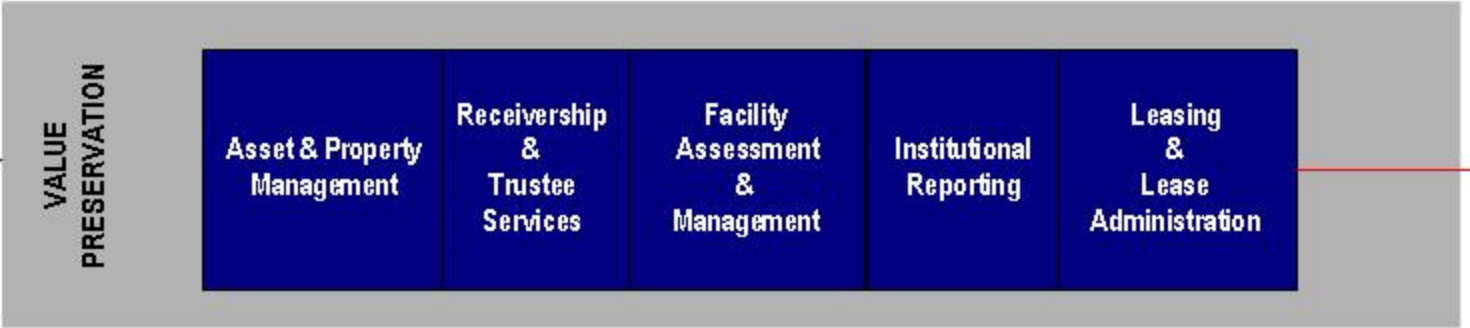 VALUE
PRESERVATION
Asset & Property
Management
Receivership
&
Trustee
Services
Facility
Assessment
&
Management
Institutional
Reporting
Leasing
&
Lease
Administration